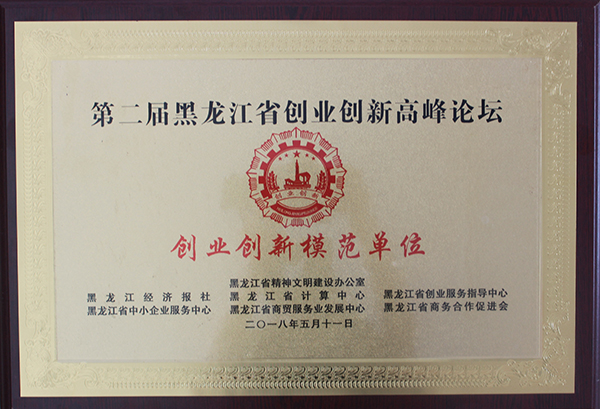 第二届黑龙江省创业创新高峰论坛
创业创新
创业创新模范单位
黑龙江省精神文明建设办公室
黑龙江经济报社 黑龙江省计算中心 黑龙江省创业服务指导中心
黑龙江省中小企业服务中心 黑龙江省商贸服务业发展中心 黑龙江省商务合作促进会
二〇一八年五月十一日